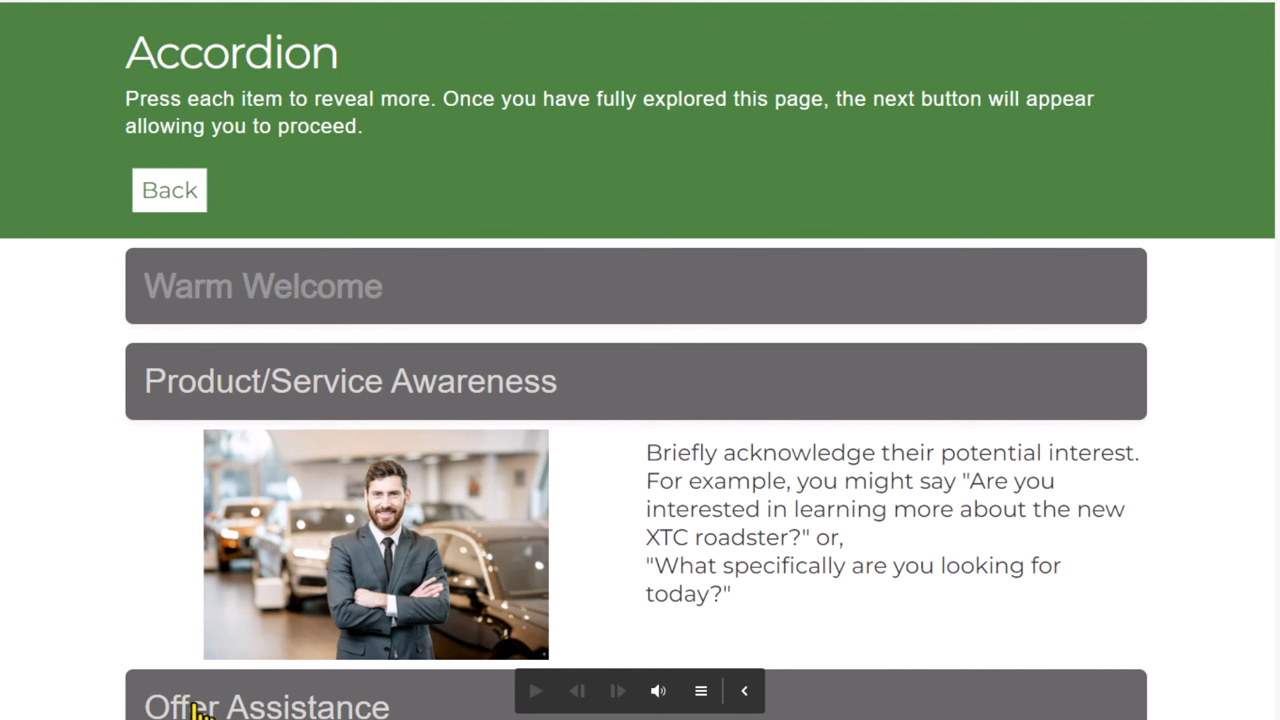 Accordion
Press each item to reveal more. Once you have fully explored this page, the next button will appear
allowing you to proceed.
Back
Warm Welcome
Product/Service Awareness
Briefly acknowledge their potential interest.
For example, you might say "Are you
interested in learning more about the new
XTC roadster?" or,
"What specifically are you looking for
today?"
Offer Assistance